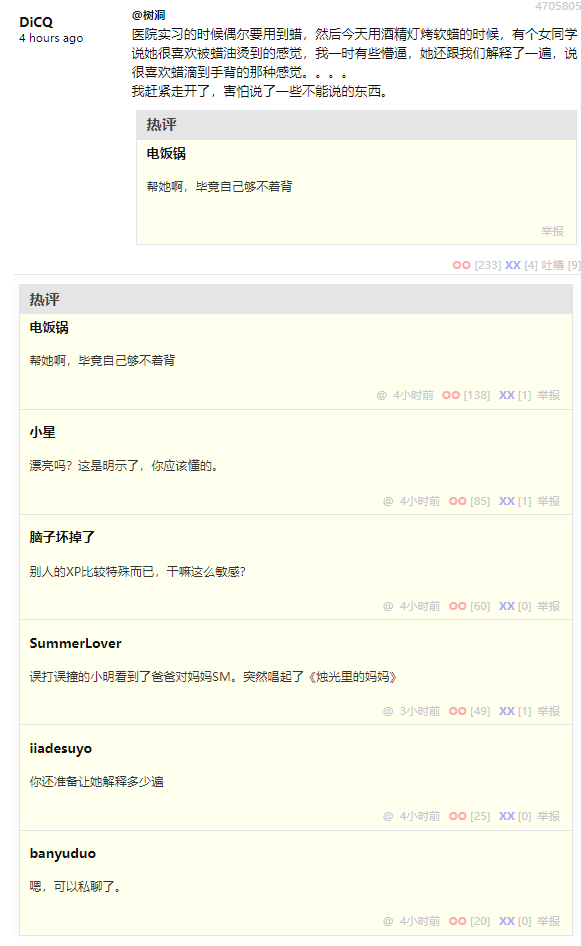 4705805
DiCQ
4 hours ago
@树洞
医院实习的时候偶尔要用到蜡，然后今天用酒精灯烤软蜡的时候，有个女同学
说她很喜欢被蜡油烫到的感觉，我一时有些懵逼，她还跟我们解释了一遍，说
很喜欢蜡滴到手背的那种感觉。。。。
我赶紧走开了，害怕说了一些不能说的东西。
热评
电饭锅
帮她啊，毕竟自己够不着背
举报
OO [233] XX [4] 吐槽 [9]
热评
电饭锅
帮她啊，毕竟自己够不着背
@ 4小时前 OO [138] XX [1] 举报
小星
漂亮吗？这是明示了，你应该懂的。
@ 4小时前 OO [85] XX [1] 举报
脑子坏掉了
别人的XP比较特殊而已，干嘛这么敏感？
@ 4小时前 OO [60] XX [0] 举报
SummerLover
误打误撞的小明看到了爸爸对妈妈SM。突然唱起了《烛光里的妈妈》
@ 3小时前 OO [49] XX [1] 举报
iiadesuyo
你还准备让她解释多少遍
@ 4小时前 OO [25] XX [0] 举报
banyuduo
嗯，可以私聊了。
@ 4小时前 OO [20] XX [0] 举报